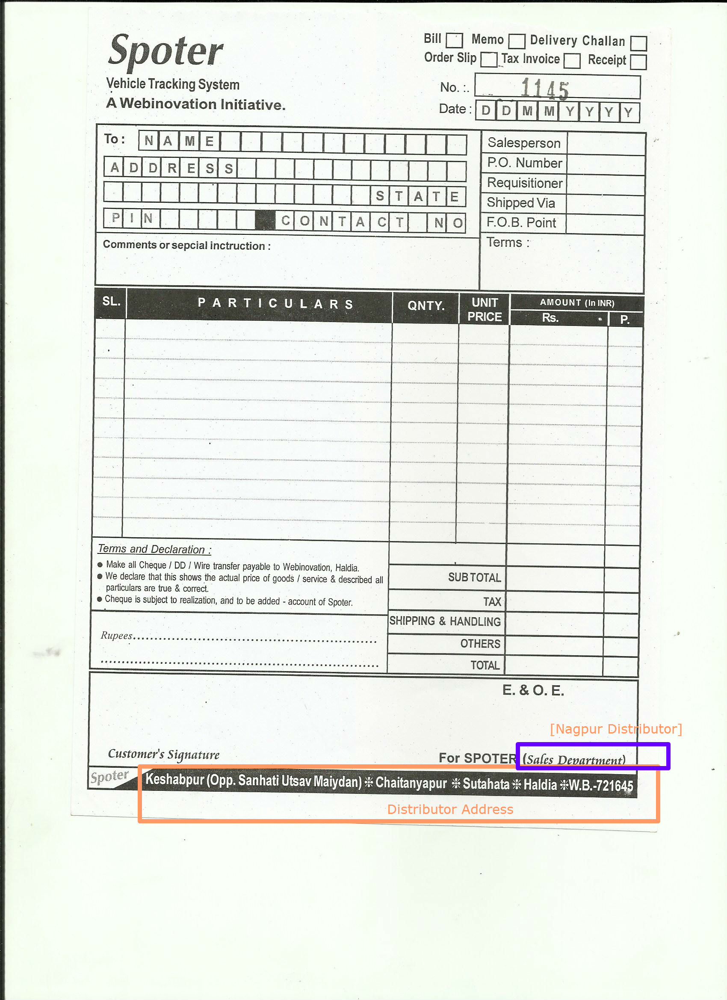 Spoter
Vehicle Tracking System
A Webinovation Initiative.
Bill Memo Delivery Challan
Order Slip Tax Invoice Receipt
No. :. 1145
Date : D D M M Y Y Y Y
To : N A M E
A D D R E S S
S T A T E
P I N C O N T A C T N O
Comments or sepcial inctruction :
Salesperson
P.O. Number
Requisitioner
Shipped Via
F.O.B. Point
Terms :
SL. PARTICULARS QNTY. UNIT PRICE AMOUNT (In INR)
Rs. P.
Terms and Declaration :
● Make all Cheque / DD / Wire transfer payable to Webinovation, Haldia.
● We declare that this shows the actual price of goods / service & described all
particulars are true & correct.
● Cheque is subject to realization, and to be added - account of Spoter.
SUB TOTAL
TAX
SHIPPING & HANDLING
OTHERS
TOTAL
Rupees
E. & O. E.
[Nagpur Distributor]
Customer's Signature
For SPOTER (Sales Department)
Spoter
Keshabpur (Opp. Sanhati Utsav Maiydan) ❋ Chaitanyapur ❋ Sutahata ❋ Haldia ❋W.B.-721645
Distributor Address